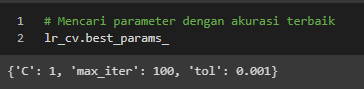 1 # Mencari parameter dengan akurasi terbaik
2 lr_cv.best_params_
{'C': 1, 'max_iter': 100, 'tol': 0.001}